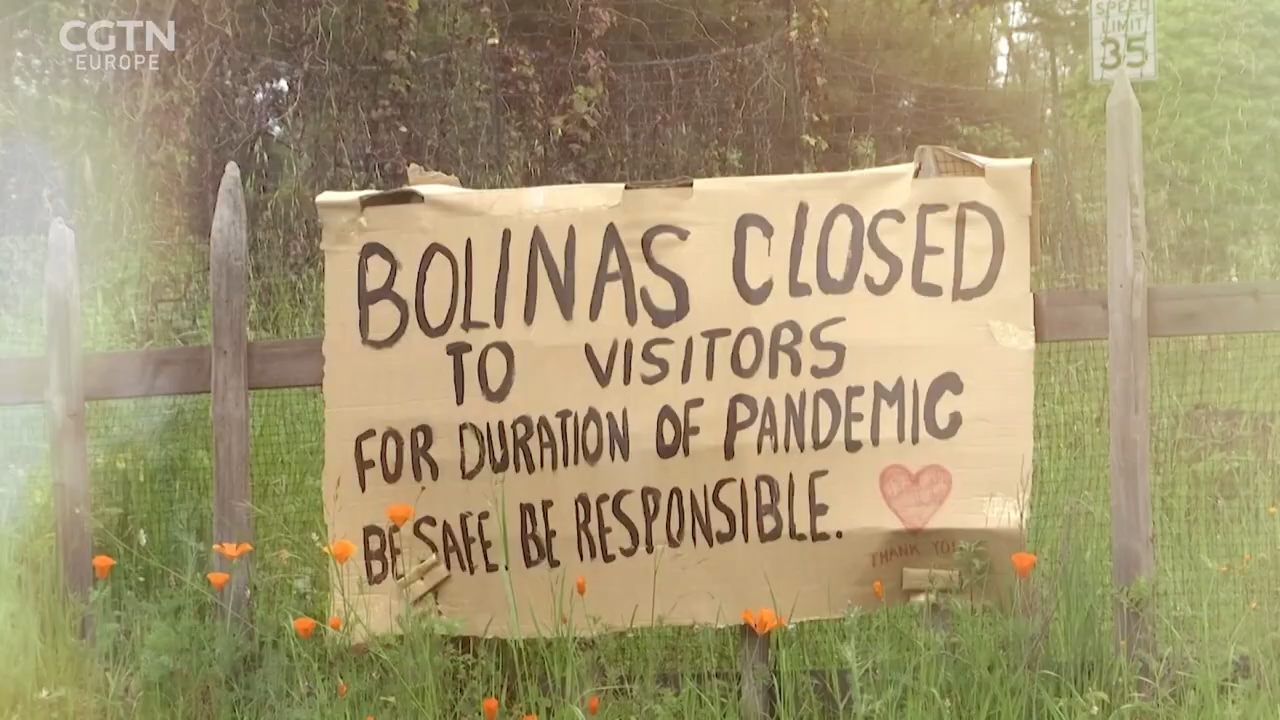 CGTN
EUROPE
SPEED
LIMIT
35
BOLINAS CLOSED
TO VISITORS
FOR DURATION OF PANDEMIC
BE SAFE. BE RESPONSIBLE.
THANK YOU